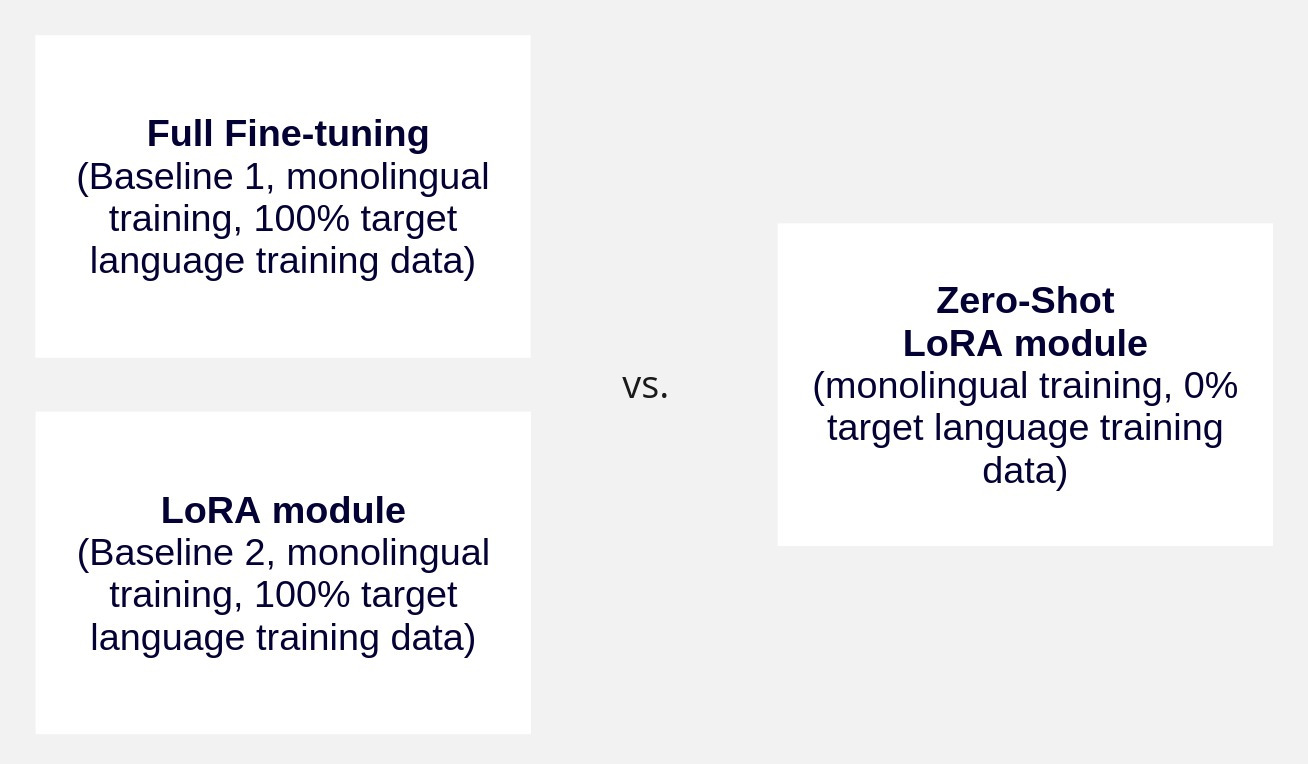 Full Fine-tuning
(Baseline 1, monolingual
training, 100% target
language training data)
LoRA module
(Baseline 2, monolingual
training, 100% target
language training data)
vs.
Zero-Shot
LoRA module
(monolingual training, 0%
target language training
data)